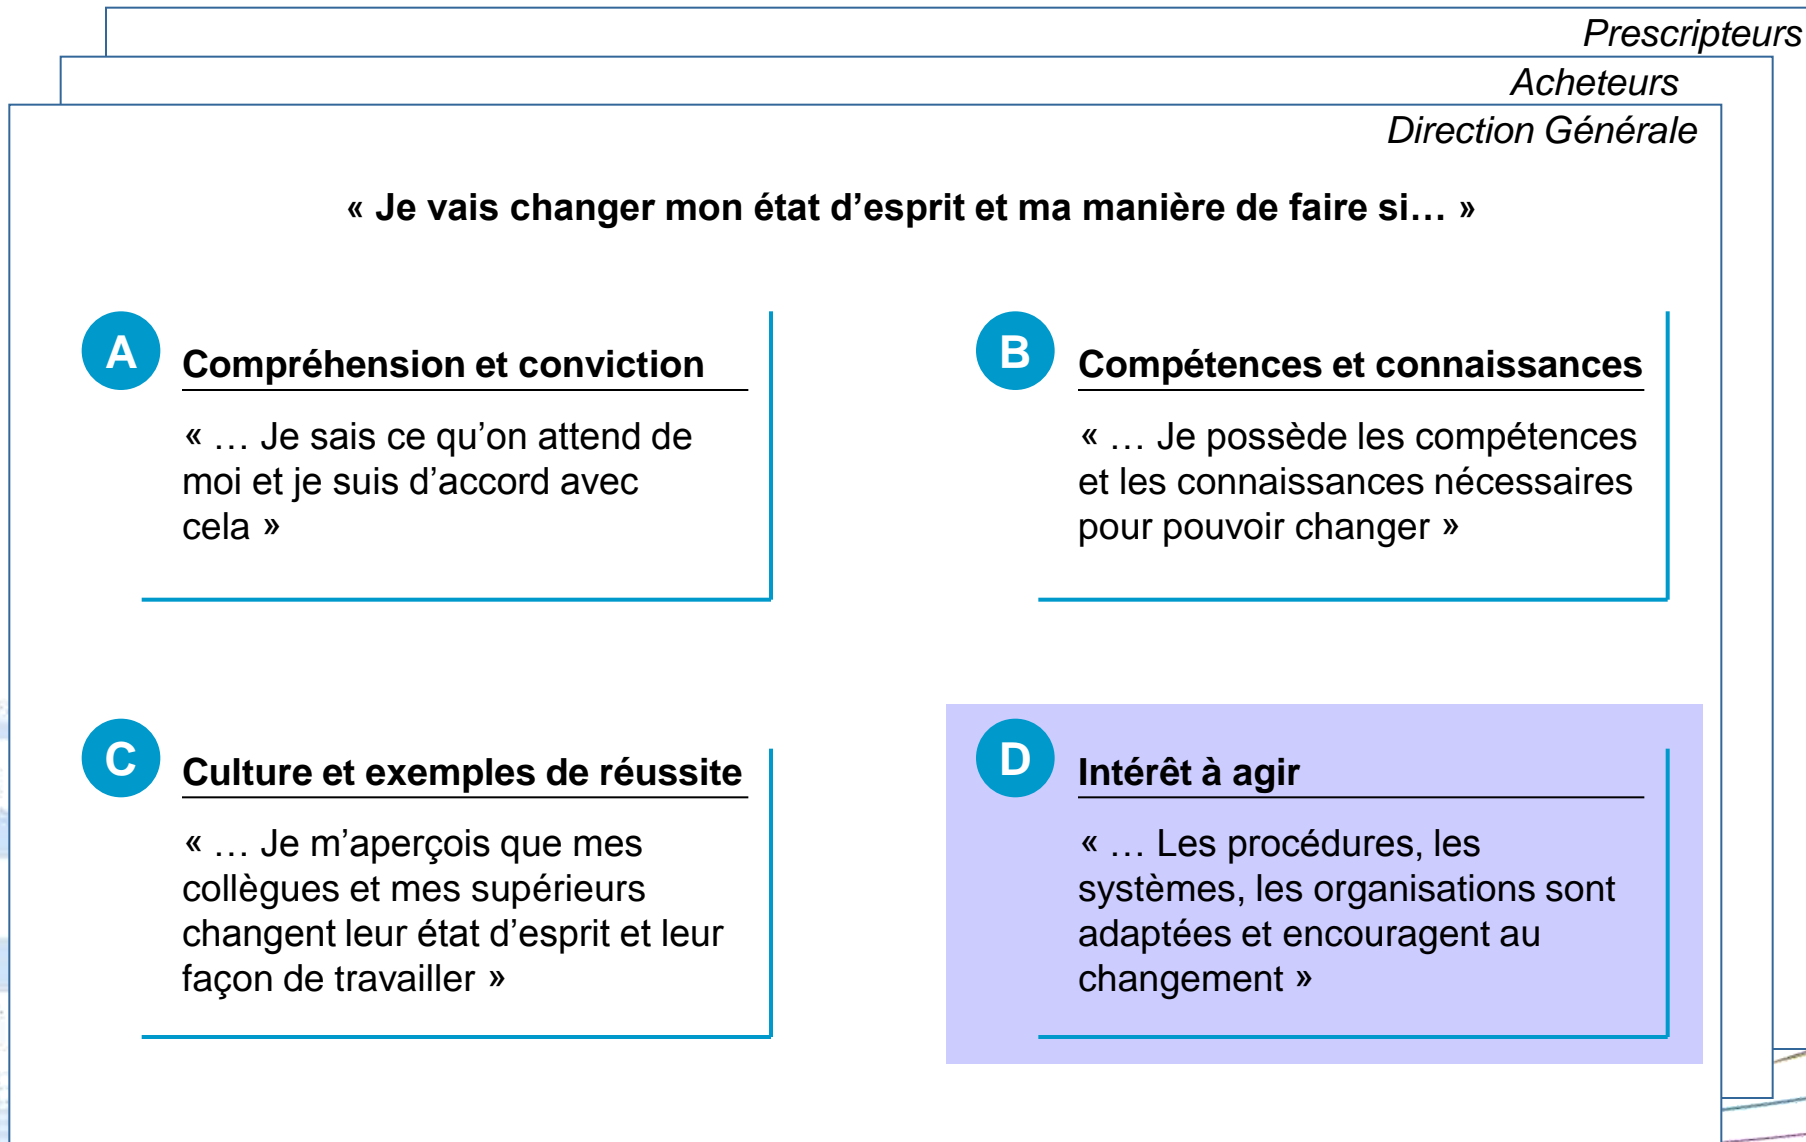 Prescripteurs
Acheteurs
Direction Générale
« Je vais changer mon état d’esprit et ma manière de faire si… »
A
Compréhension et conviction
« … Je sais ce qu’on attend de
moi et je suis d’accord avec
cela »
B
Compétences et connaissances
« … Je possède les compétences
et les connaissances nécessaires
pour pouvoir changer »
C
Culture et exemples de réussite
« … Je m’aperçois que mes
collègues et mes supérieurs
changent leur état d’esprit et leur
façon de travailler »
D
Intérêt à agir
« … Les procédures, les
systèmes, les organisations sont
adaptées et encouragent au
changement »